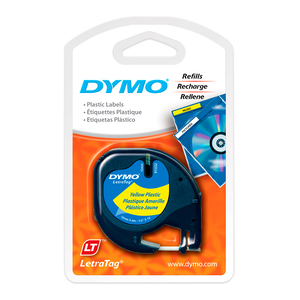 DYMO
Refills
Recharge
Rellene
• Plastic Labels
• Étiquettes Plastique
• Etiquetas Plástico
DYMO
LetraTag
Yellow Plastic
Plastique Amarillo
Plástico Jaune
LT
LetraTag®
www.dymo.com